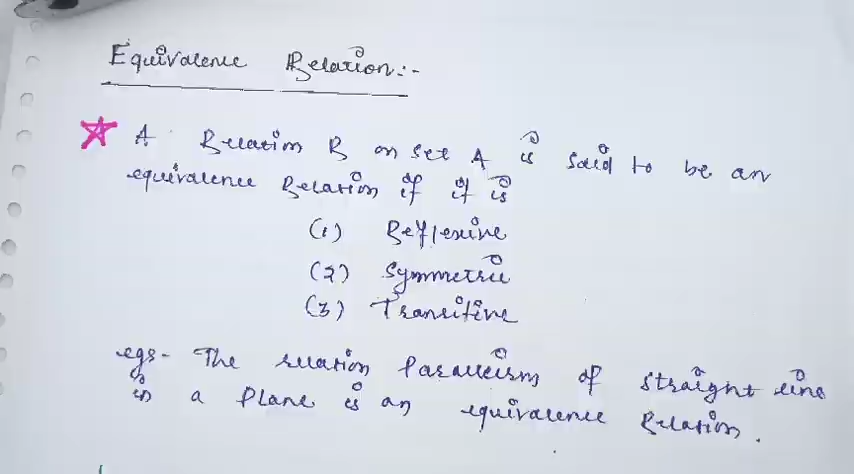 Equivalence Relation:-
☆ A Relation R on set A is said to be an
equivalence Relation if it is
(1) Reflexive
(2) Symmetric
(3) Transitive
egs- The relation Parallelism of straight line
in a Plane is an equivalence Relation.